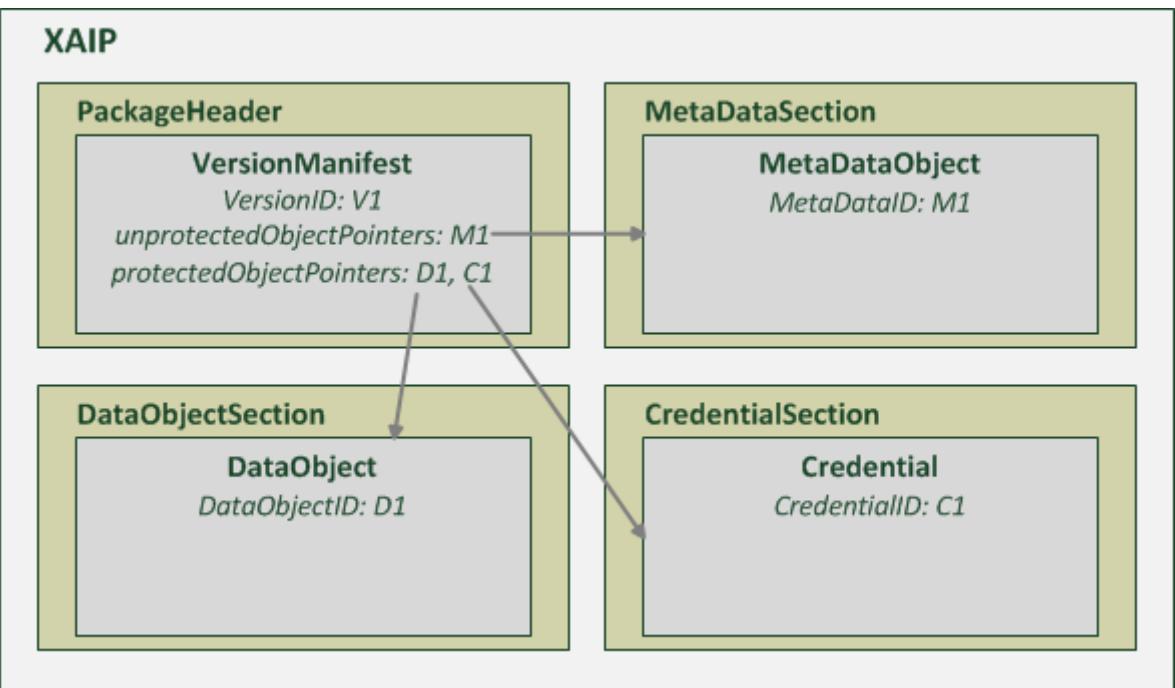 XAIP
PackageHeader
VersionManifest
VersionID: V1
unprotectedObjectPointers: M1
protectedObjectPointers: D1, C1
MetaDataSection
MetaDataObject
MetaDataID: M1
DataObjectSection
DataObject
DataObjectID: D1
CredentialSection
Credential
CredentialID: C1